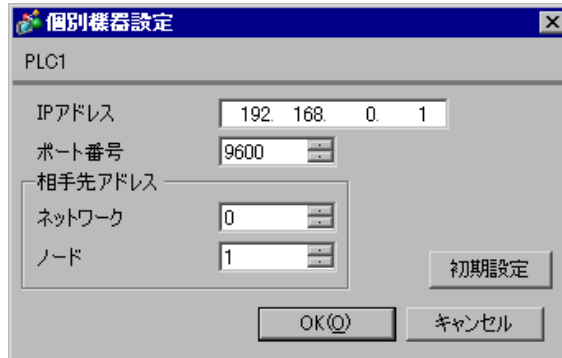 個別機器設定
PLC1
IPアドレス 192. 168. 0. 1
ポート番号 9600
相手先アドレス
ネットワーク 0
ノード 1
初期設定
OK(O) キャンセル